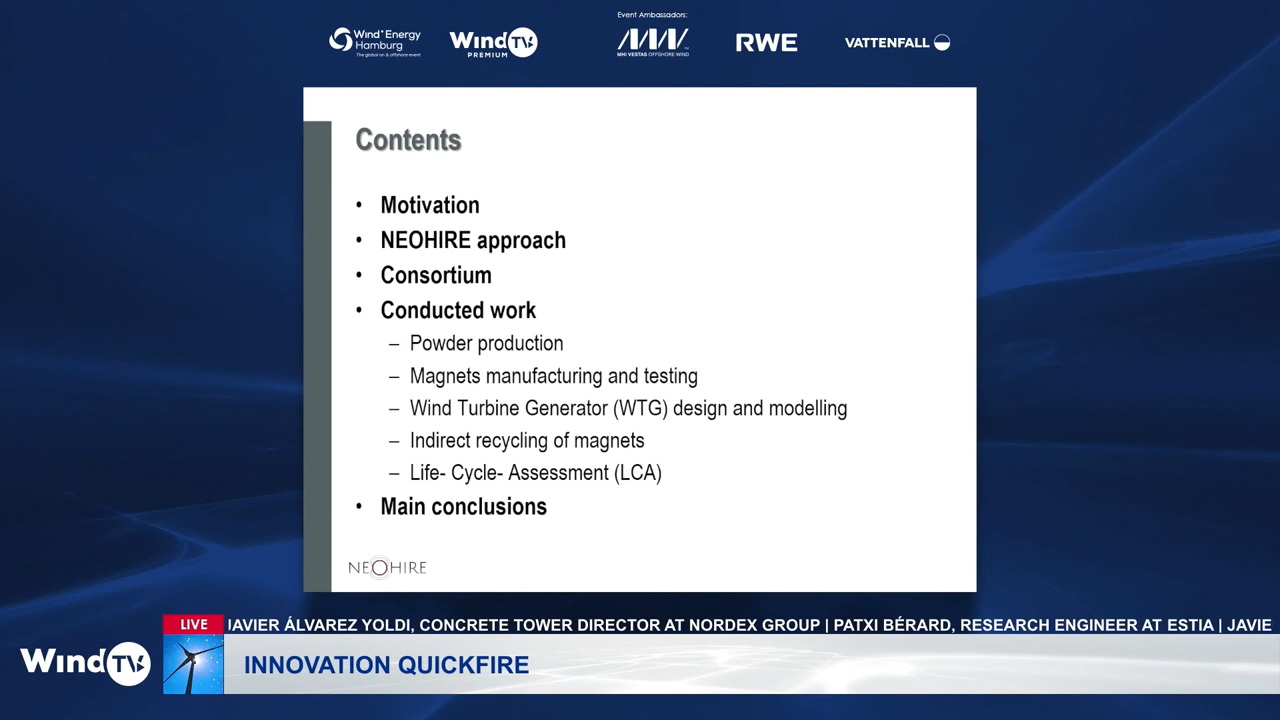 Event Ambassadors:
Wind Energy
Hamburg
The global on & offshore event
WindTV
PREMIUM
MHI VESTAS OFFSHORE WIND
RWE
VATTENFALL
Contents
• Motivation
• NEOHIRE approach
• Consortium
• Conducted work
– Powder production
– Magnets manufacturing and testing
– Wind Turbine Generator (WTG) design and modelling
– Indirect recycling of magnets
– Life- Cycle- Assessment (LCA)
• Main conclusions
NEOHIRE
LIVE
JAVIER ÁLVAREZ YOLDI, CONCRETE TOWER DIRECTOR AT NORDEX GROUP | PATXI BÉRARD, RESEARCH ENGINEER AT ESTIA | JAVIE
WindTV
INNOVATION QUICKFIRE